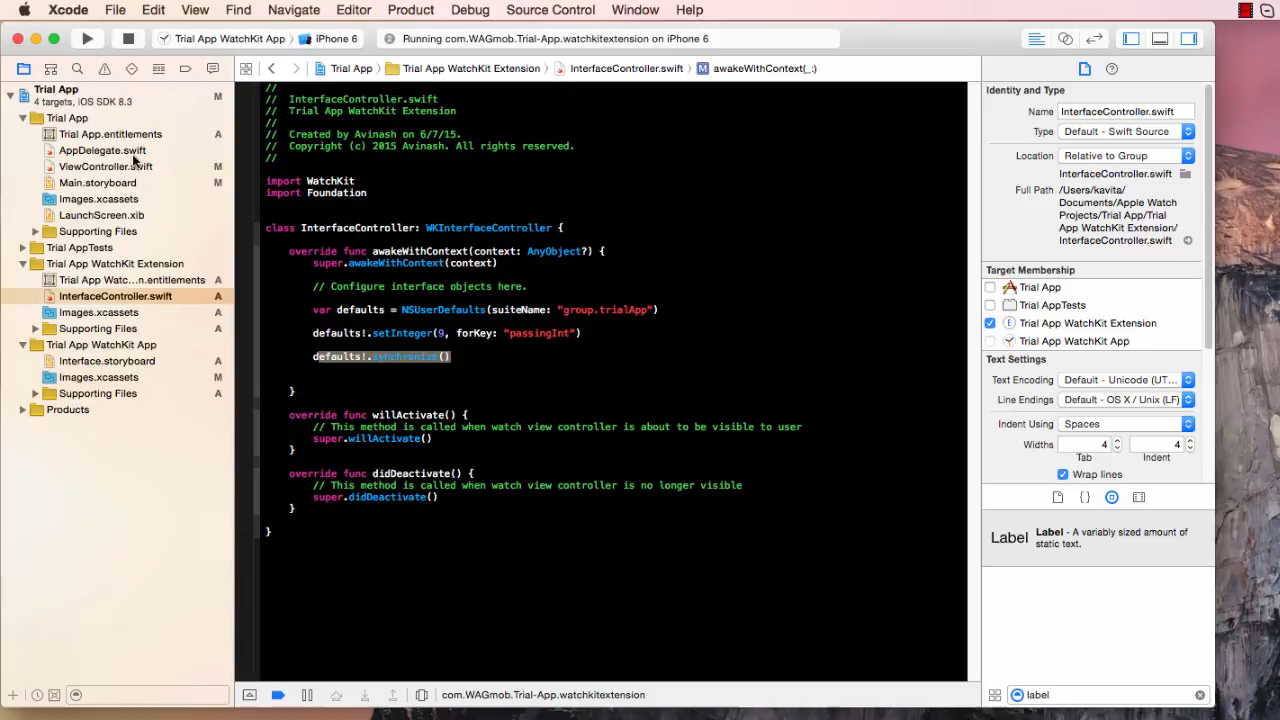 Xcode File Edit View Find Navigate Editor Product Debug Source Control Window Help
Trial App WatchKit App iPhone 6 2 Running com.WAGmob.Trial-App.watchkitextension on iPhone 6
Trial App Trial App WatchKit Extension InterfaceController.swift M awakeWithContext(_:)
Trial App M
4 targets, iOS SDK 8.3
Trial App
Trial App.entitlements A
AppDelegate.swift
ViewController.swift M
Main.storyboard M
Images.xcassets
LaunchScreen.xib
Supporting Files
Trial AppTests
Trial App WatchKit Extension
Trial App Watc...n.entitlements A
InterfaceController.swift A
Images.xcassets A
Supporting Files A
Trial App WatchKit App
Interface.storyboard A
Images.xcassets M
Supporting Files A
Products
//
// InterfaceController.swift
// Trial App WatchKit Extension
//
// Created by Avinash on 6/7/15.
// Copyright (c) 2015 Avinash. All rights reserved.
//
import WatchKit
import Foundation
class InterfaceController: WKInterfaceController {
override func awakeWithContext(context: AnyObject?) {
super.awakeWithContext(context)
// Configure interface objects here.
var defaults = NSUserDefaults(suiteName: "group.trialApp")
defaults!.setInteger(9, forKey: "passingInt")
defaults!.synchronize()
}
override func willActivate() {
// This method is called when watch view controller is about to be visible to user
super.willActivate()
}
override func didDeactivate() {
// This method is called when watch view controller is no longer visible
super.didDeactivate()
}
}
com.WAGmob.Trial-App.watchkitextension
Identity and Type
Name InterfaceController.swift
Type Default - Swift Source
Location Relative to Group
InterfaceController.swift
Full Path /Users/kavita/
Documents/Apple Watch
Projects/Trial App/Trial
App WatchKit Extension/
InterfaceController.swift
Target Membership
Trial App
Trial AppTests
E Trial App WatchKit Extension
Trial App WatchKit App
Text Settings
Text Encoding Default - Unicode (UT...
Line Endings Default - OS X / Unix (LF)
Indent Using Spaces
Widths 4 4
Tab Indent
Wrap lines
{}
Label Label - A variably sized amount of
static text.
label